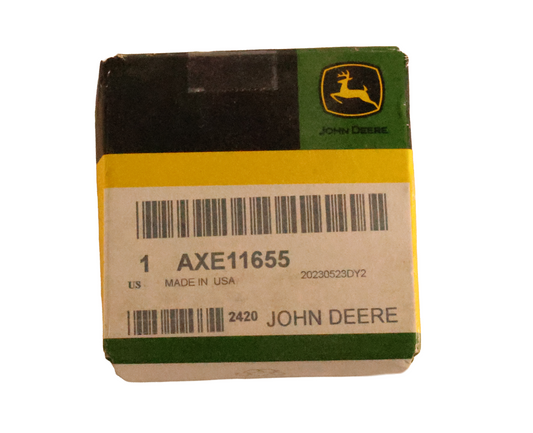 JOHN DEERE
1 AXE11655
US MADE IN USA 20230523DY2
2420 JOHN DEERE